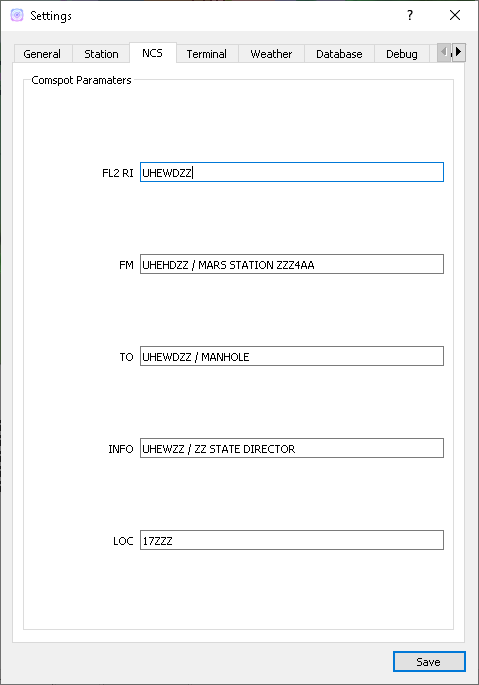 Settings
General Station NCS Terminal Weather Database Debug
Comspot Paramaters
FL2 RI UHEWDZZ
FM UHEHDZZ / MARS STATION ZZZ4AA
TO UHEWDZZ / MANHOLE
INFO UHEWZZ / ZZ STATE DIRECTOR
LOC 17ZZZ
Save